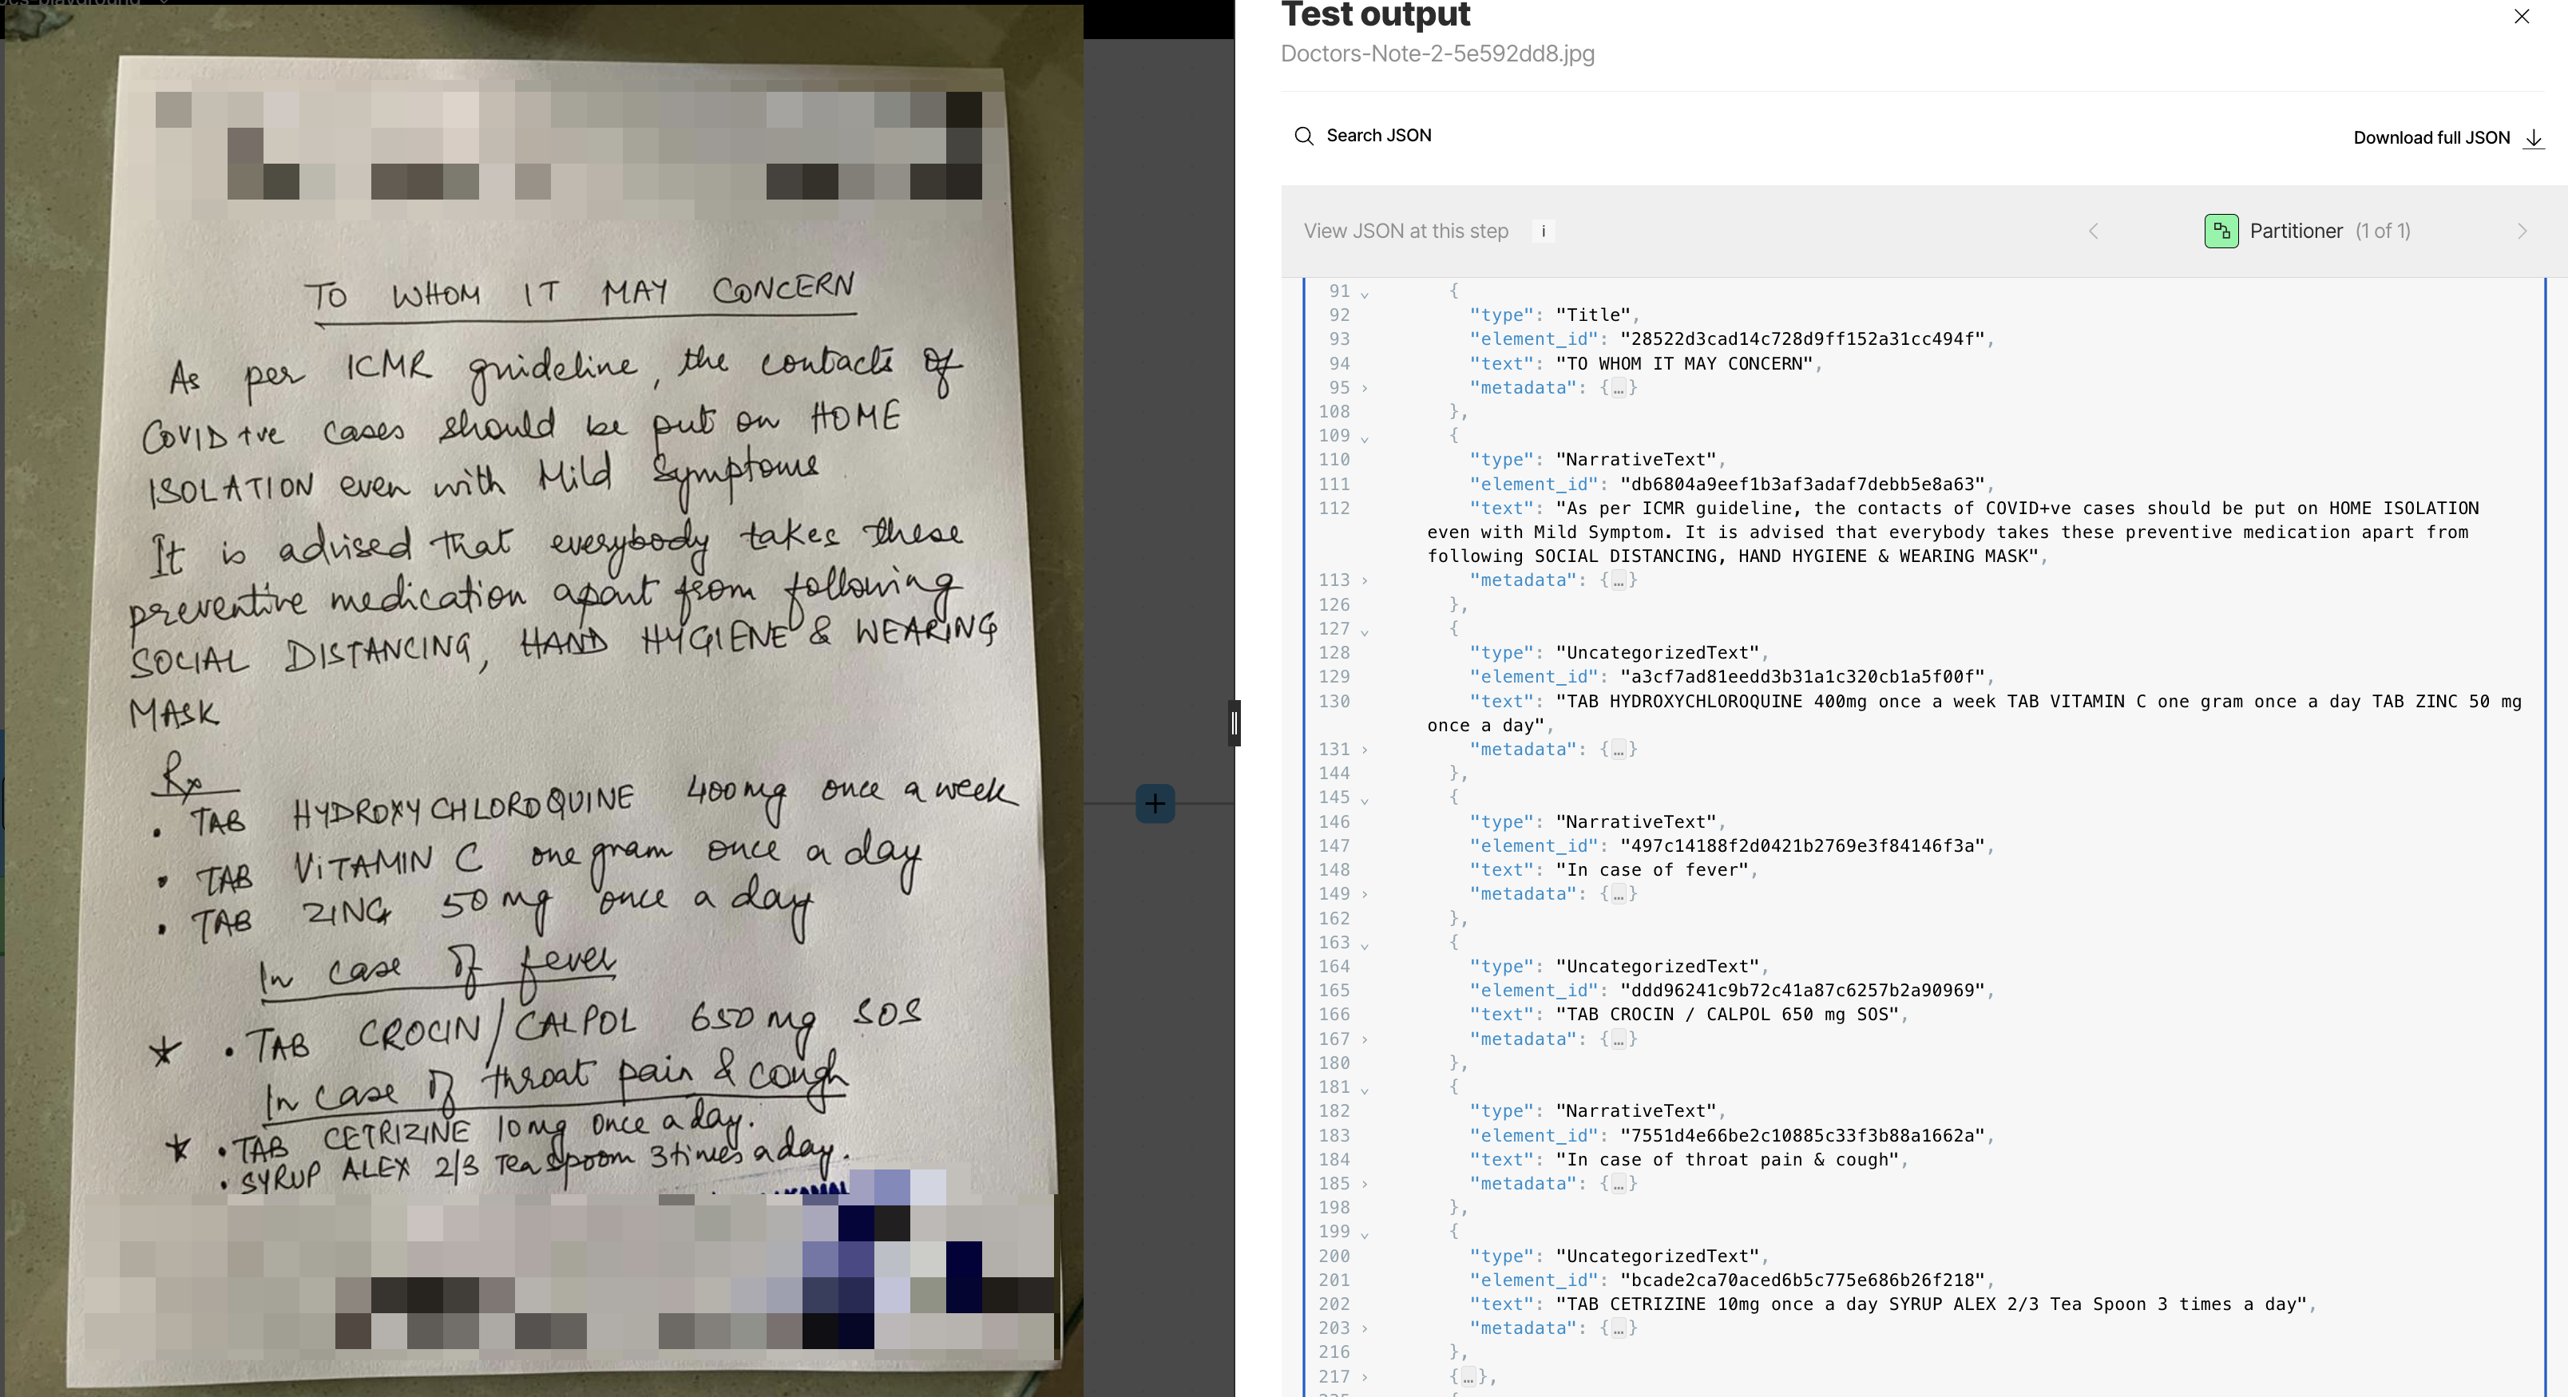 TO WHOM IT MAY CONCERN
As per ICMR guideline, the contacts of
COVID +ve cases should be put on HOME
ISOLATION even with Mild Symptoms
It is advised that everybody takes these
preventive medication apart from following
SOCIAL DISTANCING, HAND HYGIENE & WEARING
MASK
Rx
• TAB HYDROXYCHLOROQUINE 400mg once a week
• TAB ViTAMIN C one gram once a day
• TAB ZINC 50 mg once a day
In case of fever
★ • TAB CROCIN/CALPOL 650 mg SOS
In case of throat pain & cough
★ • TAB CETRIZINE 10mg once a day.
• SYRUP ALEX 2/3 Tea spoon 3 times a day.
Test output
Doctors-Note-2-5e592dd8.jpg
Search JSON
Download full JSON
View JSON at this step i
Partitioner (1 of 1)
91 {
92 "type": "Title",
93 "element_id": "28522d3cad14c728d9ff152a31cc494f",
94 "text": "TO WHOM IT MAY CONCERN",
95 "metadata": {…}
108 },
109 {
110 "type": "NarrativeText",
111 "element_id": "db6804a9eef1b3af3adaf7debb5e8a63",
112 "text": "As per ICMR guideline, the contacts of COVID+ve cases should be put on HOME ISOLATION
even with Mild Symptom. It is advised that everybody takes these preventive medication apart from
following SOCIAL DISTANCING, HAND HYGIENE & WEARING MASK",
113 "metadata": {…}
126 },
127 {
128 "type": "UncategorizedText",
129 "element_id": "a3cf7ad81eedd3b31a1c320cb1a5f00f",
130 "text": "TAB HYDROXYCHLOROQUINE 400mg once a week TAB VITAMIN C one gram once a day TAB ZINC 50 mg
once a day",
131 "metadata": {…}
144 },
145 {
146 "type": "NarrativeText",
147 "element_id": "497c14188f2d0421b2769e3f84146f3a",
148 "text": "In case of fever",
149 "metadata": {…}
162 },
163 {
164 "type": "UncategorizedText",
165 "element_id": "ddd96241c9b72c41a87c6257b2a90969",
166 "text": "TAB CROCIN / CALPOL 650 mg SOS",
167 "metadata": {…}
180 },
181 {
182 "type": "NarrativeText",
183 "element_id": "7551d4e66be2c10885c33f3b88a1662a",
184 "text": "In case of throat pain & cough",
185 "metadata": {…}
198 },
199 {
200 "type": "UncategorizedText",
201 "element_id": "bcade2ca70aced6b5c775e686b26f218",
202 "text": "TAB CETRIZINE 10mg once a day SYRUP ALEX 2/3 Tea Spoon 3 times a day",
203 "metadata": {…}
216 },
217 {…},